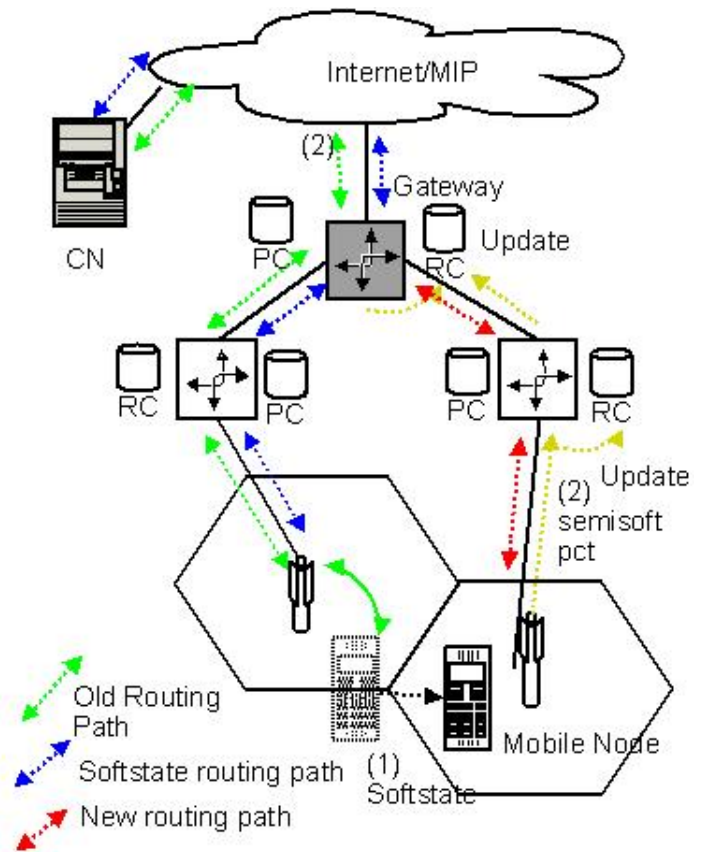 Internet/MIP
(2)
Gateway
PC
RC
Update
CN
RC
PC
PC
RC
Update
(2)
semisoft
pct
Old Routing
Path
Mobile Node
(1)
Softstate
Softstate routing path
New routing path